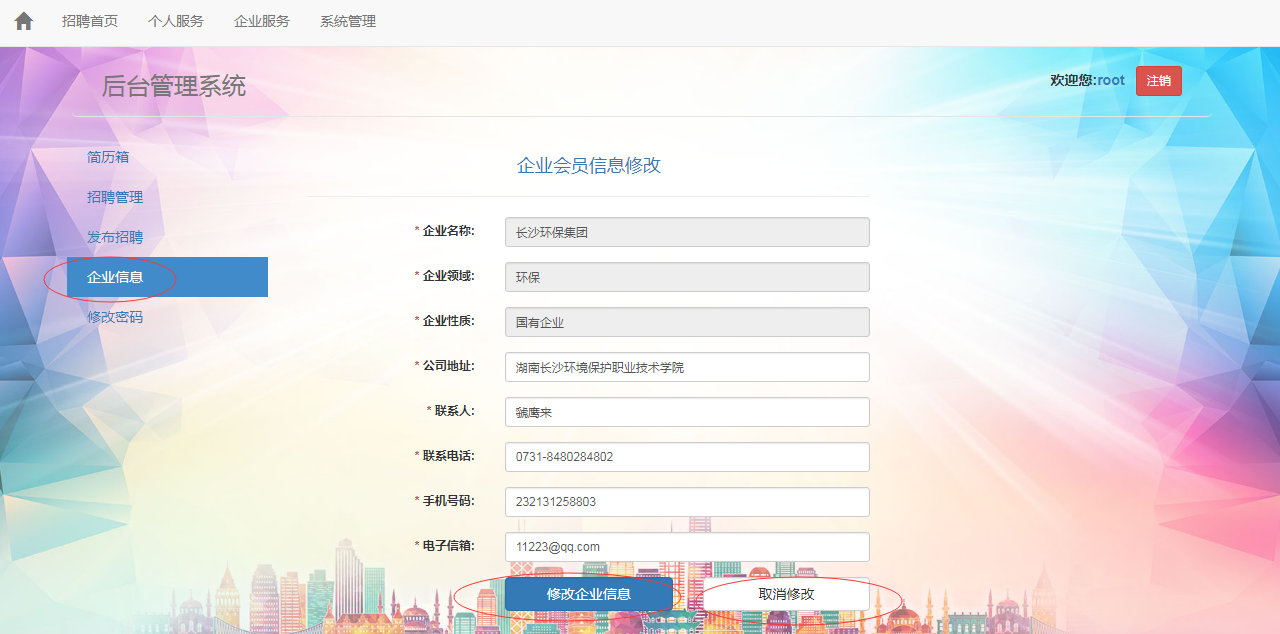 招聘首页 个人服务 企业服务 系统管理
后台管理系统
欢迎您:root 注销
简历箱
招聘管理
发布招聘
企业信息
修改密码
企业会员信息修改
* 企业名称: 长沙环保集团
* 企业领域: 环保
* 企业性质: 国有企业
* 公司地址: 湖南长沙环境保护职业技术学院
* 联系人: 虢鹰来
* 联系电话: 0731-8480284802
* 手机号码: 232131258803
* 电子信箱: 11223@qq.com
修改企业信息 取消修改